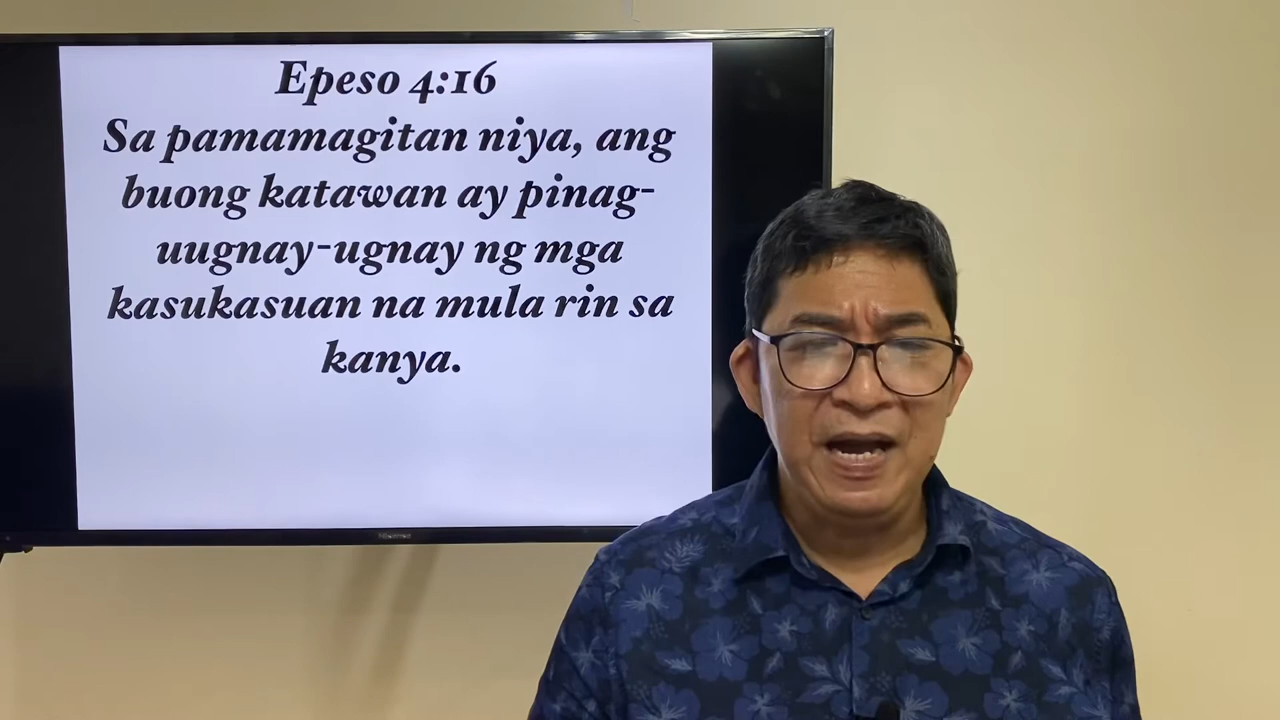 Epeso 4:16
Sa pamamagitan niya, ang
buong katawan ay pinag-
uugnay-ugnay ng mga
kasukasuan na mula rin sa
kanya.
Hisense